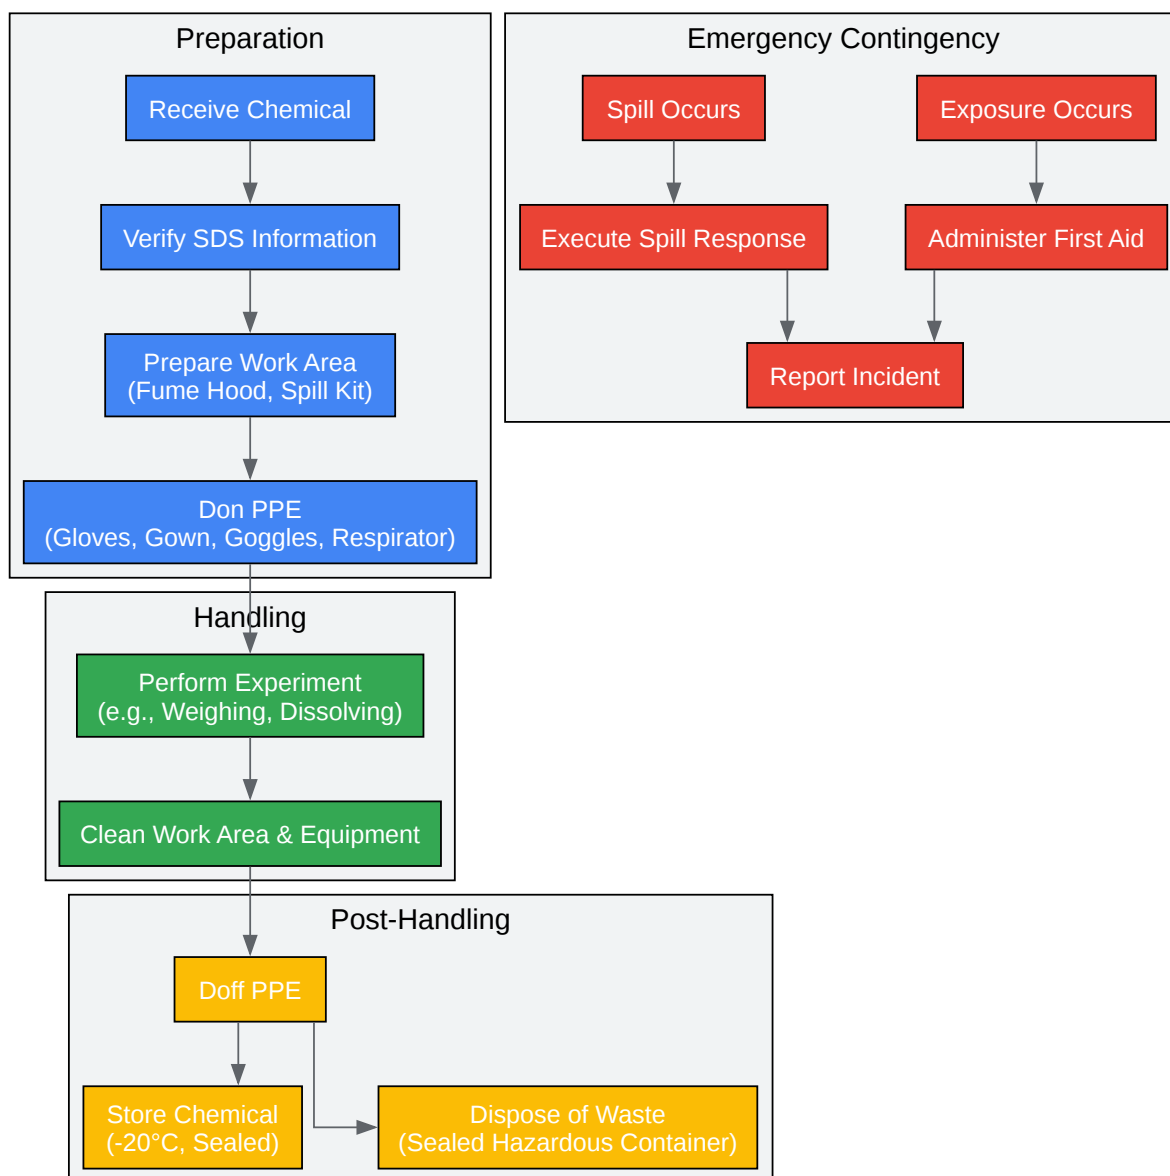 Preparation
Receive Chemical
Verify SDS Information
Prepare Work Area
(Fume Hood, Spill Kit)
Don PPE
(Gloves, Gown, Goggles, Respirator)
Emergency Contingency
Spill Occurs
Exposure Occurs
Execute Spill Response
Administer First Aid
Report Incident
Handling
Perform Experiment
(e.g., Weighing, Dissolving)
Clean Work Area & Equipment
Post-Handling
Doff PPE
Store Chemical
(-20°C, Sealed)
Dispose of Waste
(Sealed Hazardous Container)